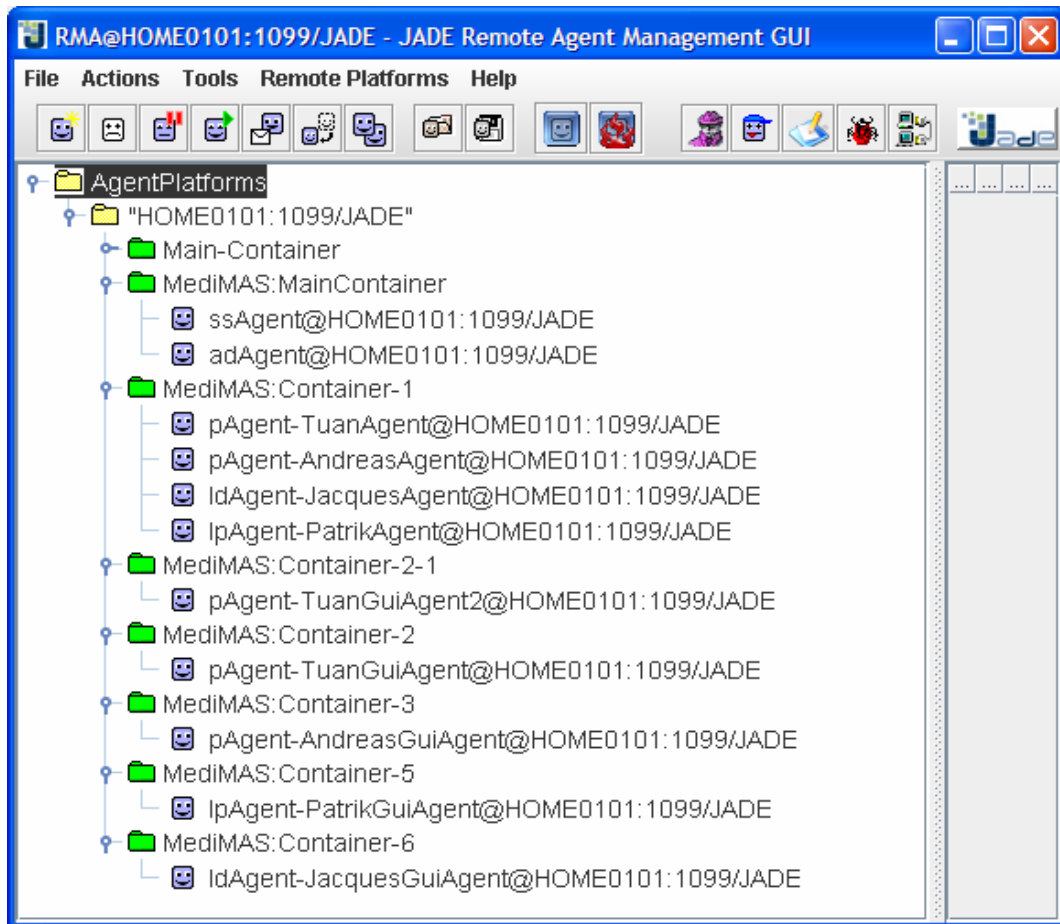 RMA@HOME0101:1099/JADE - JADE Remote Agent Management GUI
File Actions Tools Remote Platforms Help
Jade
AgentPlatforms
... ... ... ...
"HOME0101:1099/JADE"
Main-Container
MediMAS:MainContainer
ssAgent@HOME0101:1099/JADE
adAgent@HOME0101:1099/JADE
MediMAS:Container-1
pAgent-TuanAgent@HOME0101:1099/JADE
pAgent-AndreasAgent@HOME0101:1099/JADE
ldAgent-JacquesAgent@HOME0101:1099/JADE
lpAgent-PatrikAgent@HOME0101:1099/JADE
MediMAS:Container-2-1
pAgent-TuanGuiAgent2@HOME0101:1099/JADE
MediMAS:Container-2
pAgent-TuanGuiAgent@HOME0101:1099/JADE
MediMAS:Container-3
pAgent-AndreasGuiAgent@HOME0101:1099/JADE
MediMAS:Container-5
lpAgent-PatrikGuiAgent@HOME0101:1099/JADE
MediMAS:Container-6
ldAgent-JacquesGuiAgent@HOME0101:1099/JADE